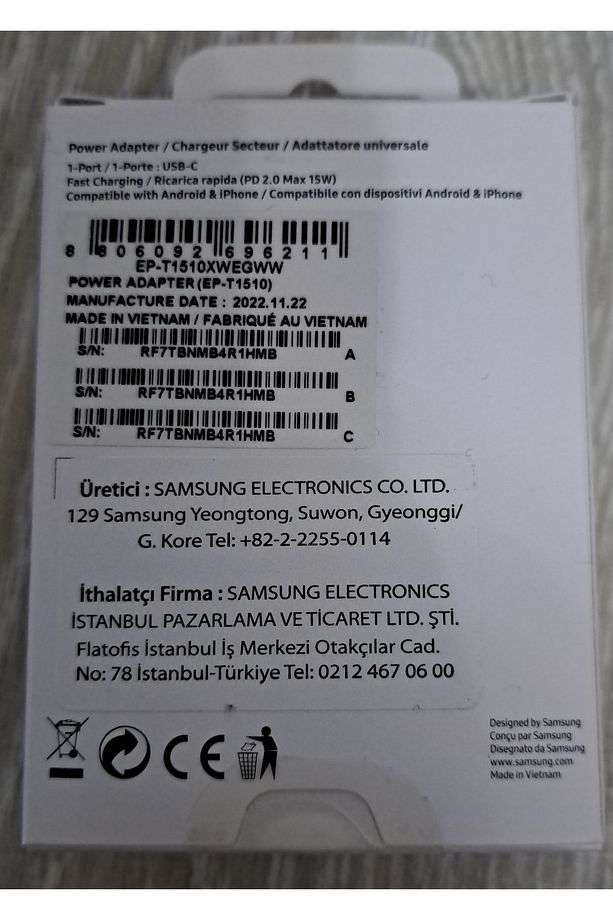 Power Adapter / Chargeur Secteur / Adattatore universale
1-Port / 1-Porte : USB-C
Fast Charging / Ricarica rapida (PD 2.0 Max 15W)
Compatible with Android & iPhone / Compatibile con dispositivi Android & iPhone
8 806092 696211
EP-T1510XWEGWW
POWER ADAPTER (EP-T1510)
MANUFACTURE DATE : 2022.11.22
MADE IN VIETNAM / FABRIQUÉ AU VIETNAM
S/N: RF7TBNMB4R1HMB A
S/N: RF7TBNMB4R1HMB B
S/N: RF7TBNMB4R1HMB C
Üretici : SAMSUNG ELECTRONICS CO. LTD.
129 Samsung Yeongtong, Suwon, Gyeonggi/
G. Kore Tel: +82-2-2255-0114
İthalatçı Firma : SAMSUNG ELECTRONICS
İSTANBUL PAZARLAMA VE TİCARET LTD. ŞTİ.
Flatofis İstanbul İş Merkezi Otakçılar Cad.
No: 78 İstanbul-Türkiye Tel: 0212 467 06 00
CE
Designed by Samsung
Conçu par Samsung
Disegnato da Samsung
www.samsung.com
Made in Vietnam